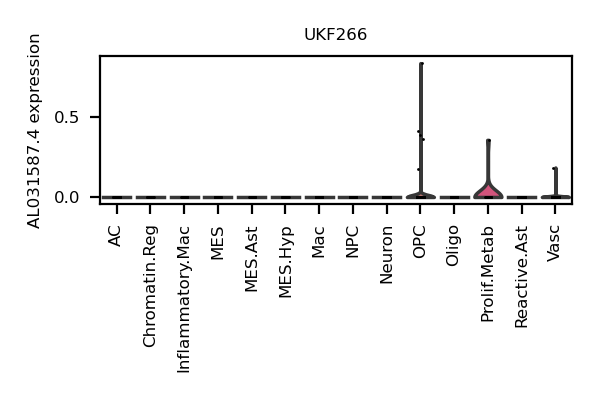 UKF266
AL031587.4 expression
0.5
0.0
AC
Chromatin.Reg
Inflammatory.Mac
MES
MES.Ast
MES.Hyp
Mac
NPC
Neuron
OPC
Oligo
Prolif.Metab
Reactive.Ast
Vasc